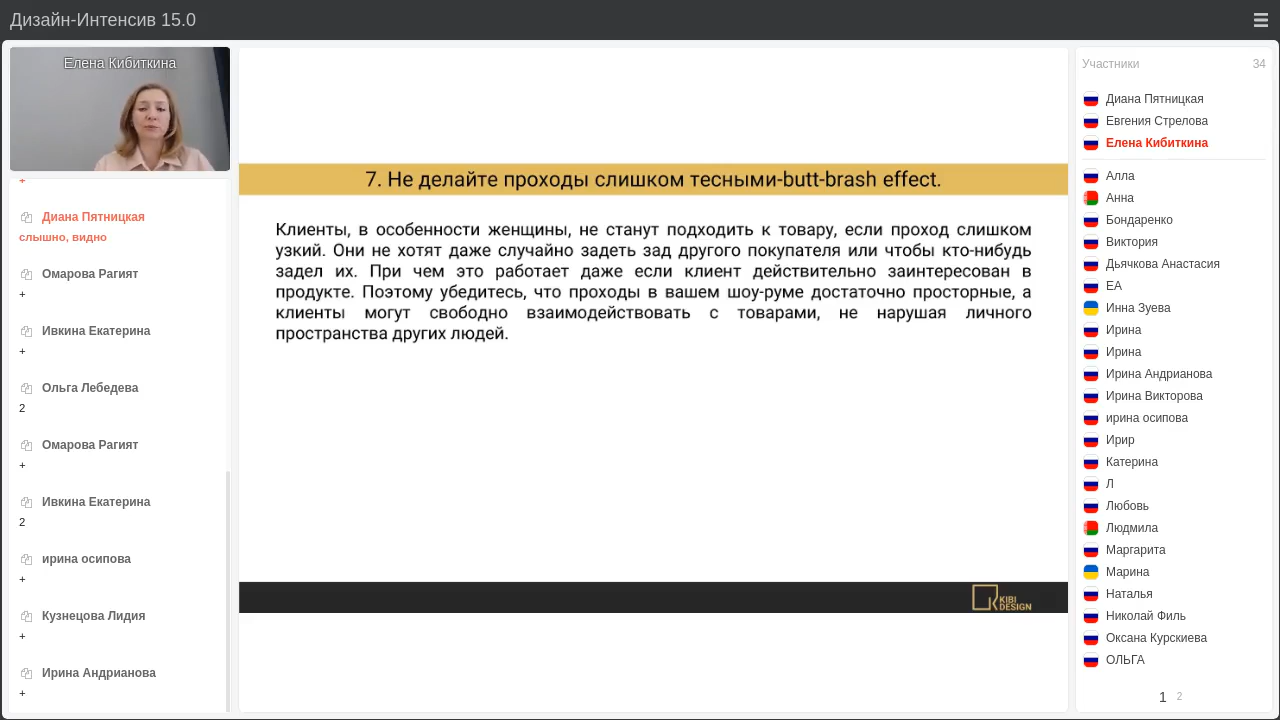 Дизайн-Интенсив 15.0
Елена Кибиткина
+
Диана Пятницкая
слышно, видно
Омарова Рагият
+
Ивкина Екатерина
+
Ольга Лебедева
2
Омарова Рагият
+
Ивкина Екатерина
2
ирина осипова
+
Кузнецова Лидия
+
Ирина Андрианова
+
7. Не делайте проходы слишком тесными-butt-brash effect.
Клиенты, в особенности женщины, не станут подходить к товару, если проход слишком
узкий. Они не хотят даже случайно задеть зад другого покупателя или чтобы кто-нибудь
задел их. При чем это работает даже если клиент действительно заинтересован в
продукте. Поэтому убедитесь, что проходы в вашем шоу-руме достаточно просторные, а
клиенты могут свободно взаимодействовать с товарами, не нарушая личного
пространства других людей.
KIBI
DESIGN
Участники 34
Диана Пятницкая
Евгения Стрелова
Елена Кибиткина
Алла
Анна
Бондаренко
Виктория
Дьячкова Анастасия
ЕА
Инна Зуева
Ирина
Ирина
Ирина Андрианова
Ирина Викторова
ирина осипова
Ирир
Катерина
Л
Любовь
Людмила
Маргарита
Марина
Наталья
Николай Филь
Оксана Курскиева
ОЛЬГА
1 2